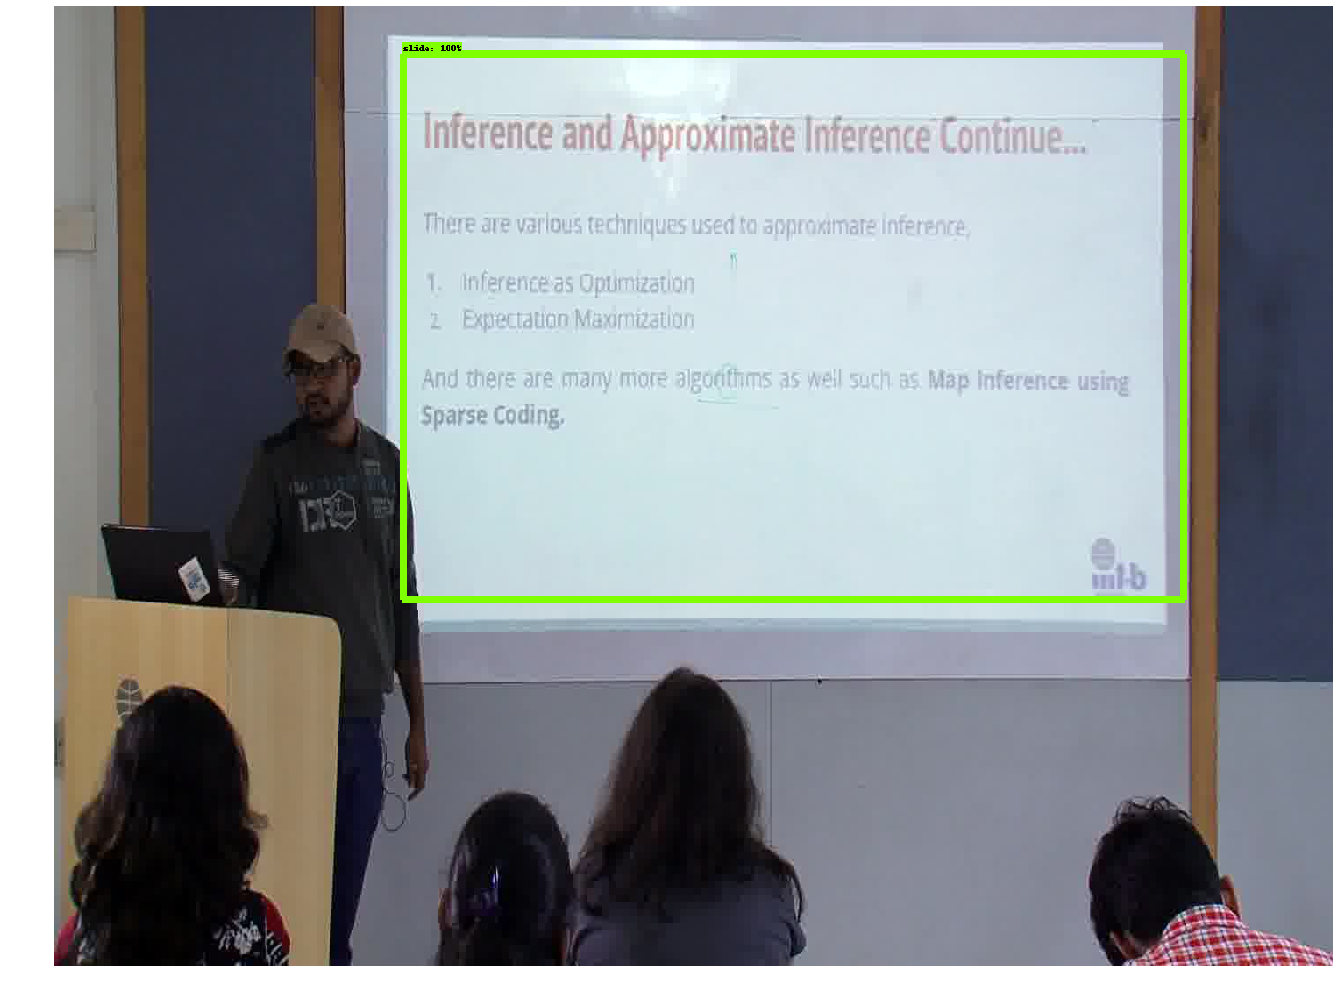 slide: 100%
Inference and Approximate Inference Continue...
There are various techniques used to approximate inference,
1. Inference as Optimization
2. Expectation Maximization
And there are many more algorithms as well such as Map Inference using
Sparse Coding,
iiit-b